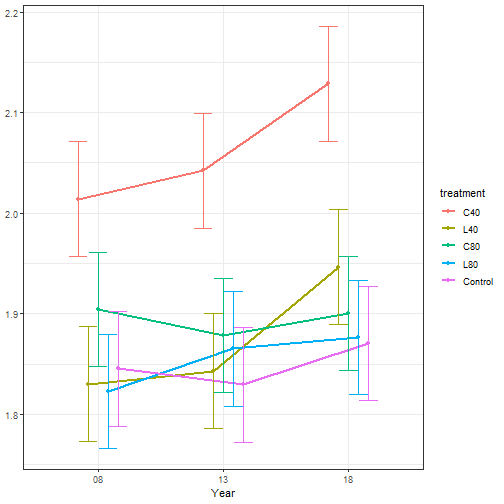 2.2
2.1
2.0
1.9
1.8
08
13
18
Year
treatment
C40
L40
C80
L80
Control